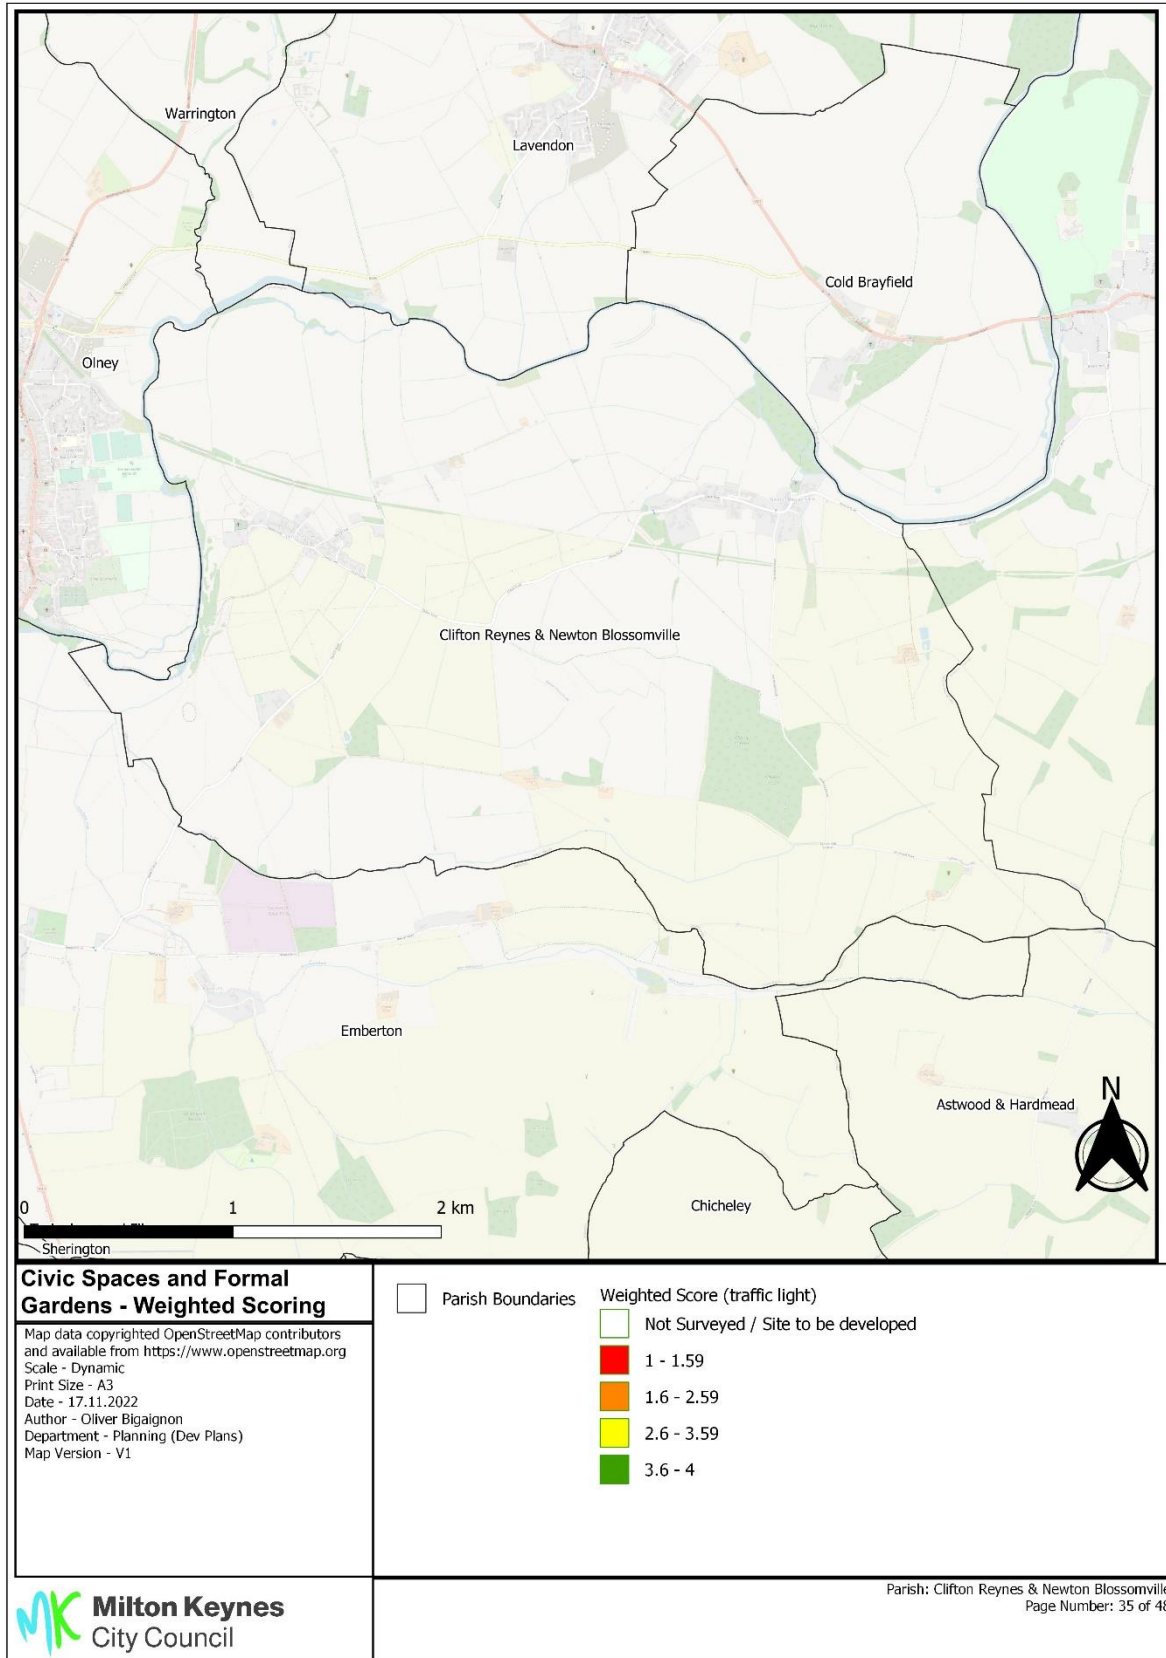 Warrington
Lavendon
Cold Brayfield
Olney
Clifton Reynes & Newton Blossomville
Emberton
Astwood & Hardmead
N
Chicheley
0 1 2 km
Sherington
Civic Spaces and Formal
Gardens - Weighted Scoring
Map data copyrighted OpenStreetMap contributors
and available from https://www.openstreetmap.org
Scale - Dynamic
Print Size - A3
Date - 17.11.2022
Author - Oliver Bigaignon
Department - Planning (Dev Plans)
Map Version - V1
Parish Boundaries
Weighted Score (traffic light)
Not Surveyed / Site to be developed
1 - 1.59
1.6 - 2.59
2.6 - 3.59
3.6 - 4
Parish: Clifton Reynes & Newton Blossomville
Page Number: 35 of 48
MK Milton Keynes
City Council